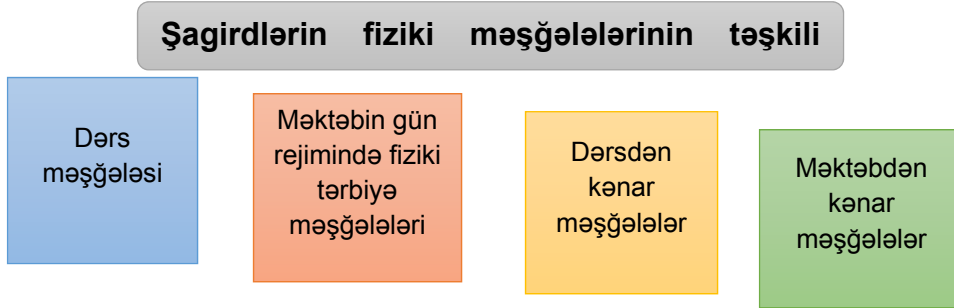 Şagirdlərin fiziki məşğələlərinin təşkili
Dərs
məşğələsi
Məktəbin gün
rejimində fiziki
tərbiyə
məşğələləri
Dərsdən
kənar
məşğələlər
Məktəbdən
kənar
məşğələlər